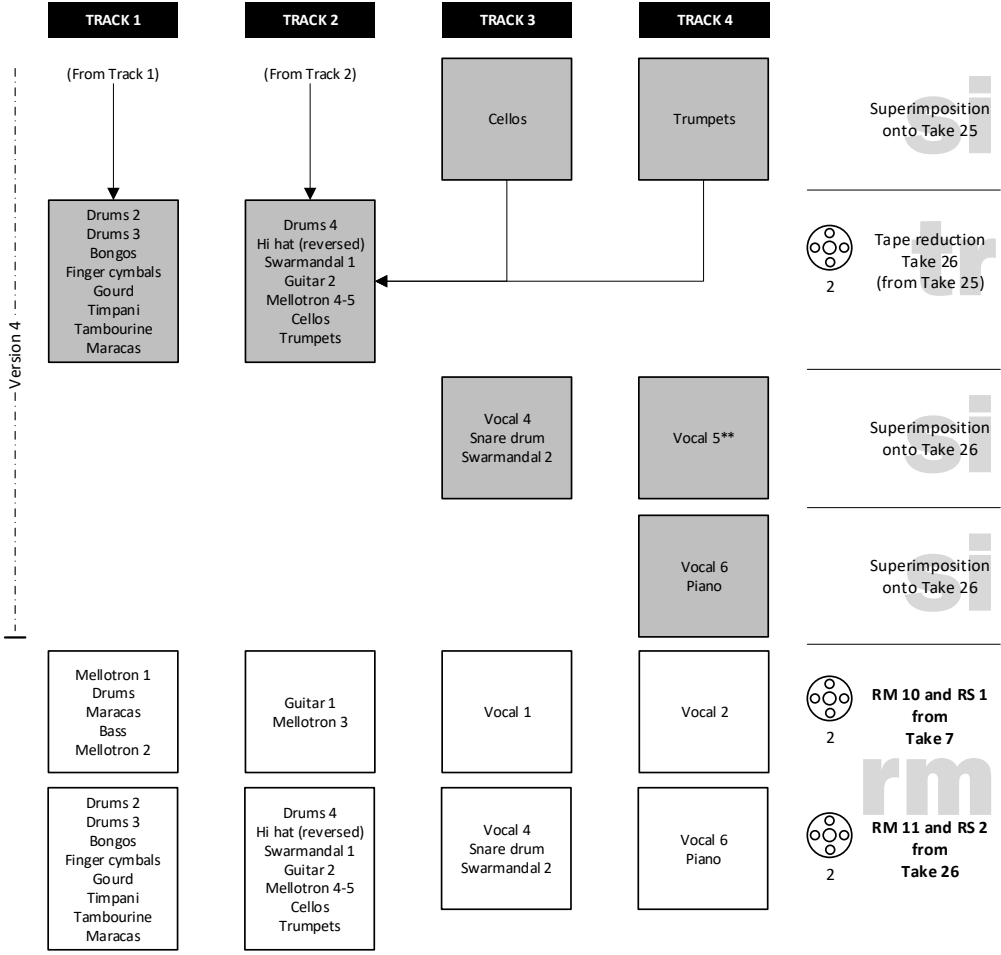 TRACK 1
TRACK 2
TRACK 3
TRACK 4
(From Track 1)
(From Track 2)
Cellos
Trumpets
si
Superimposition
onto Take 25
Version 4
Drums 2
Drums 3
Bongos
Finger cymbals
Gourd
Timpani
Tambourine
Maracas
Drums 4
Hi hat (reversed)
Swarmandal 1
Guitar 2
Mellotron 4-5
Cellos
Trumpets
2
tr
Tape reduction
Take 26
(from Take 25)
Vocal 4
Snare drum
Swarmandal 2
Vocal 5**
si
Superimposition
onto Take 26
Vocal 6
Piano
si
Superimposition
onto Take 26
Mellotron 1
Drums
Maracas
Bass
Mellotron 2
Guitar 1
Mellotron 3
Vocal 1
Vocal 2
2
RM 10 and RS 1
from
Take 7
rm
Drums 2
Drums 3
Bongos
Finger cymbals
Gourd
Timpani
Tambourine
Maracas
Drums 4
Hi hat (reversed)
Swarmandal 1
Guitar 2
Mellotron 4-5
Cellos
Trumpets
Vocal 4
Snare drum
Swarmandal 2
Vocal 6
Piano
2
RM 11 and RS 2
from
Take 26